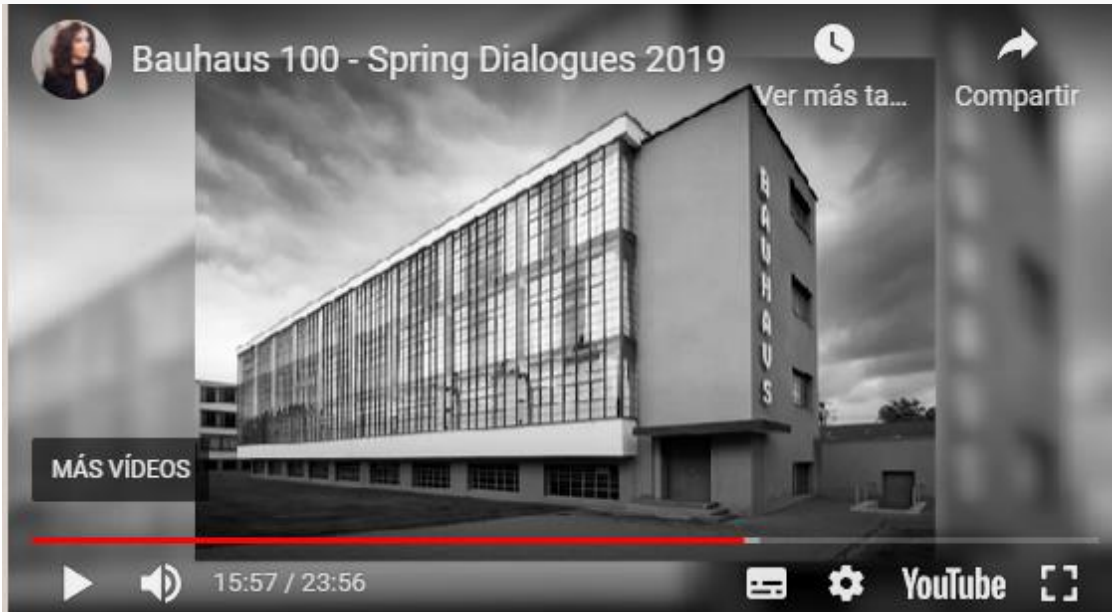 Bauhaus 100 - Spring Dialogues 2019
Ver más ta...
Compartir
BAUHAUS
MÁS VÍDEOS
15:57 / 23:56
YouTube